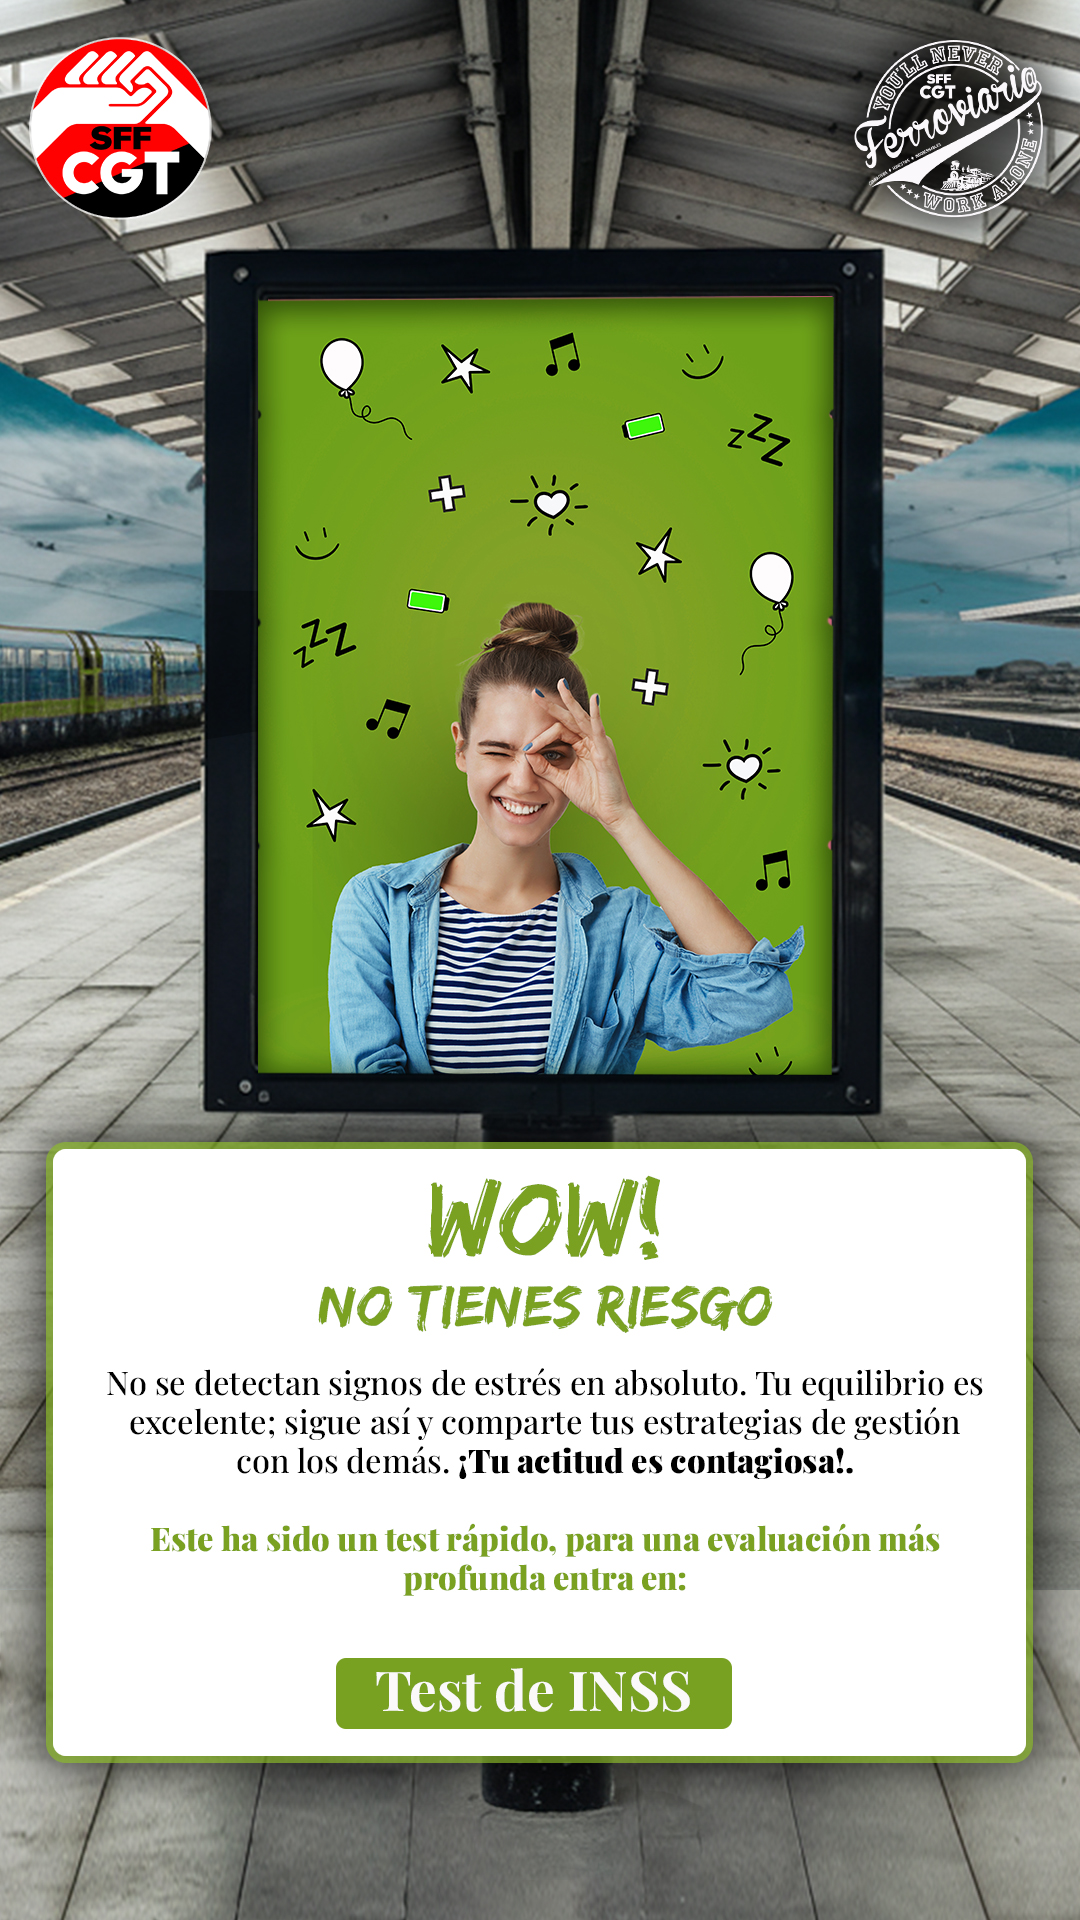 SFF
CGT
YOU'LL NEVER
SFF
CGT
Ferroviario
WORK ALONE
WOW!
NO TIENES RIESGO
No se detectan signos de estrés en absoluto. Tu equilibrio es
excelente; sigue así y comparte tus estrategias de gestión
con los demás. ¡Tu actitud es contagiosa!.
Este ha sido un test rápido, para una evaluación más
profunda entra en:
Test de INSS
zzz
zzz